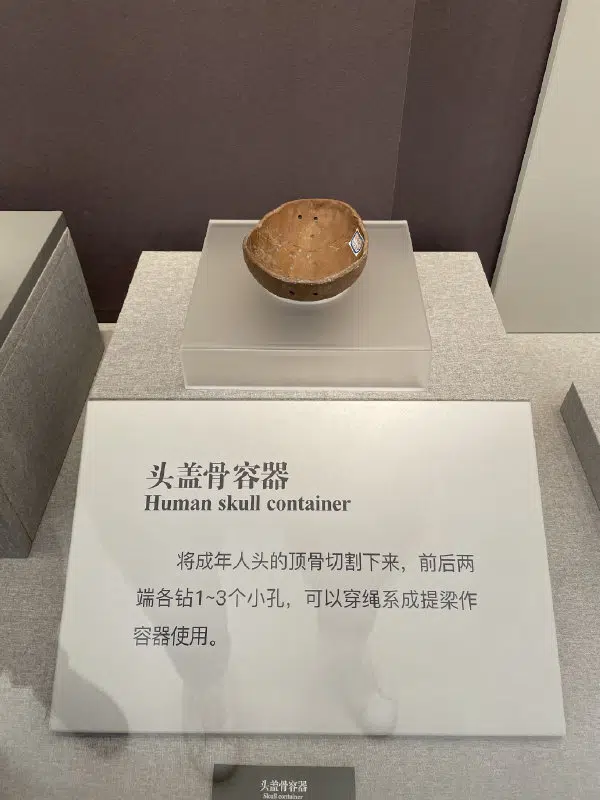 头盖骨容器
Human skull container
将成年人头的顶骨切割下来，前后两
端各钻1~3个小孔，可以穿绳系成提梁作
容器使用。
头盖骨容器
Skull container